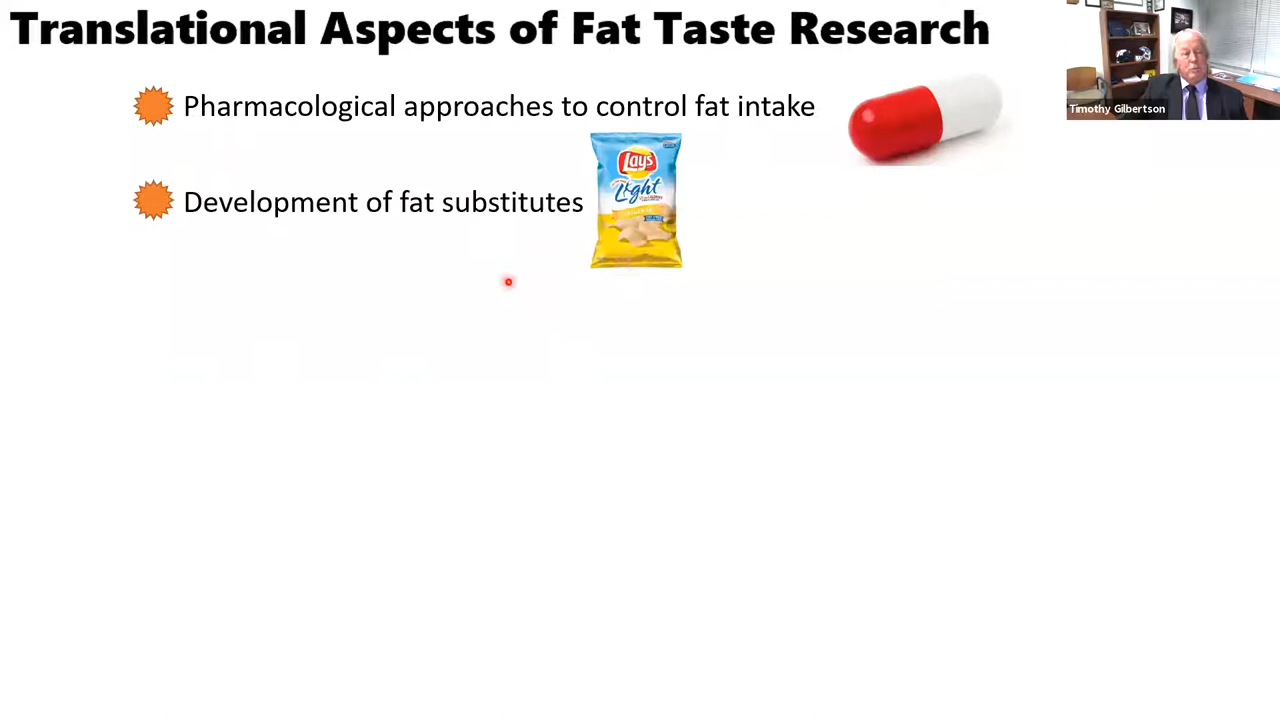 Translational Aspects of Fat Taste Research
Timothy Gilbertson
Pharmacological approaches to control fat intake
Development of fat substitutes
Lays
Light